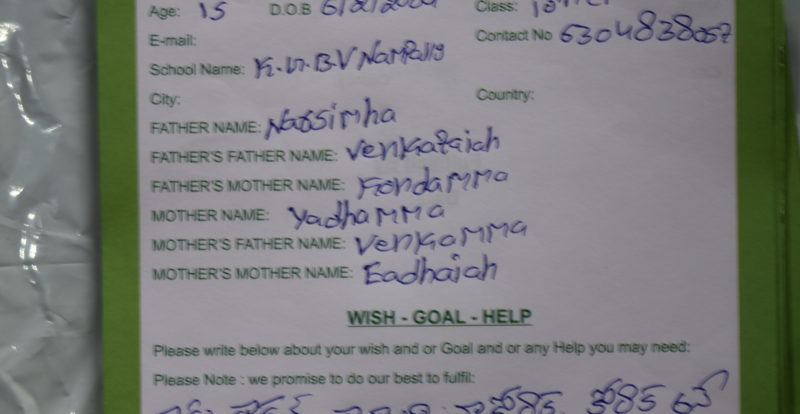 Age: 15 D.O.B Class:
E-mail: Contact No 6304838057
School Name: K.G.B.V Nampally
City: Country:
FATHER NAME: Narsimha
FATHER'S FATHER NAME: Venkataiah
FATHER'S MOTHER NAME: Kondamma
MOTHER NAME: Yadhamma
MOTHER'S FATHER NAME: Venkamma
MOTHER'S MOTHER NAME: Eadhaiah
WISH - GOAL - HELP
Please write below about your wish and or Goal and or any Help you may need:
Please Note : we promise to do our best to fulfil: